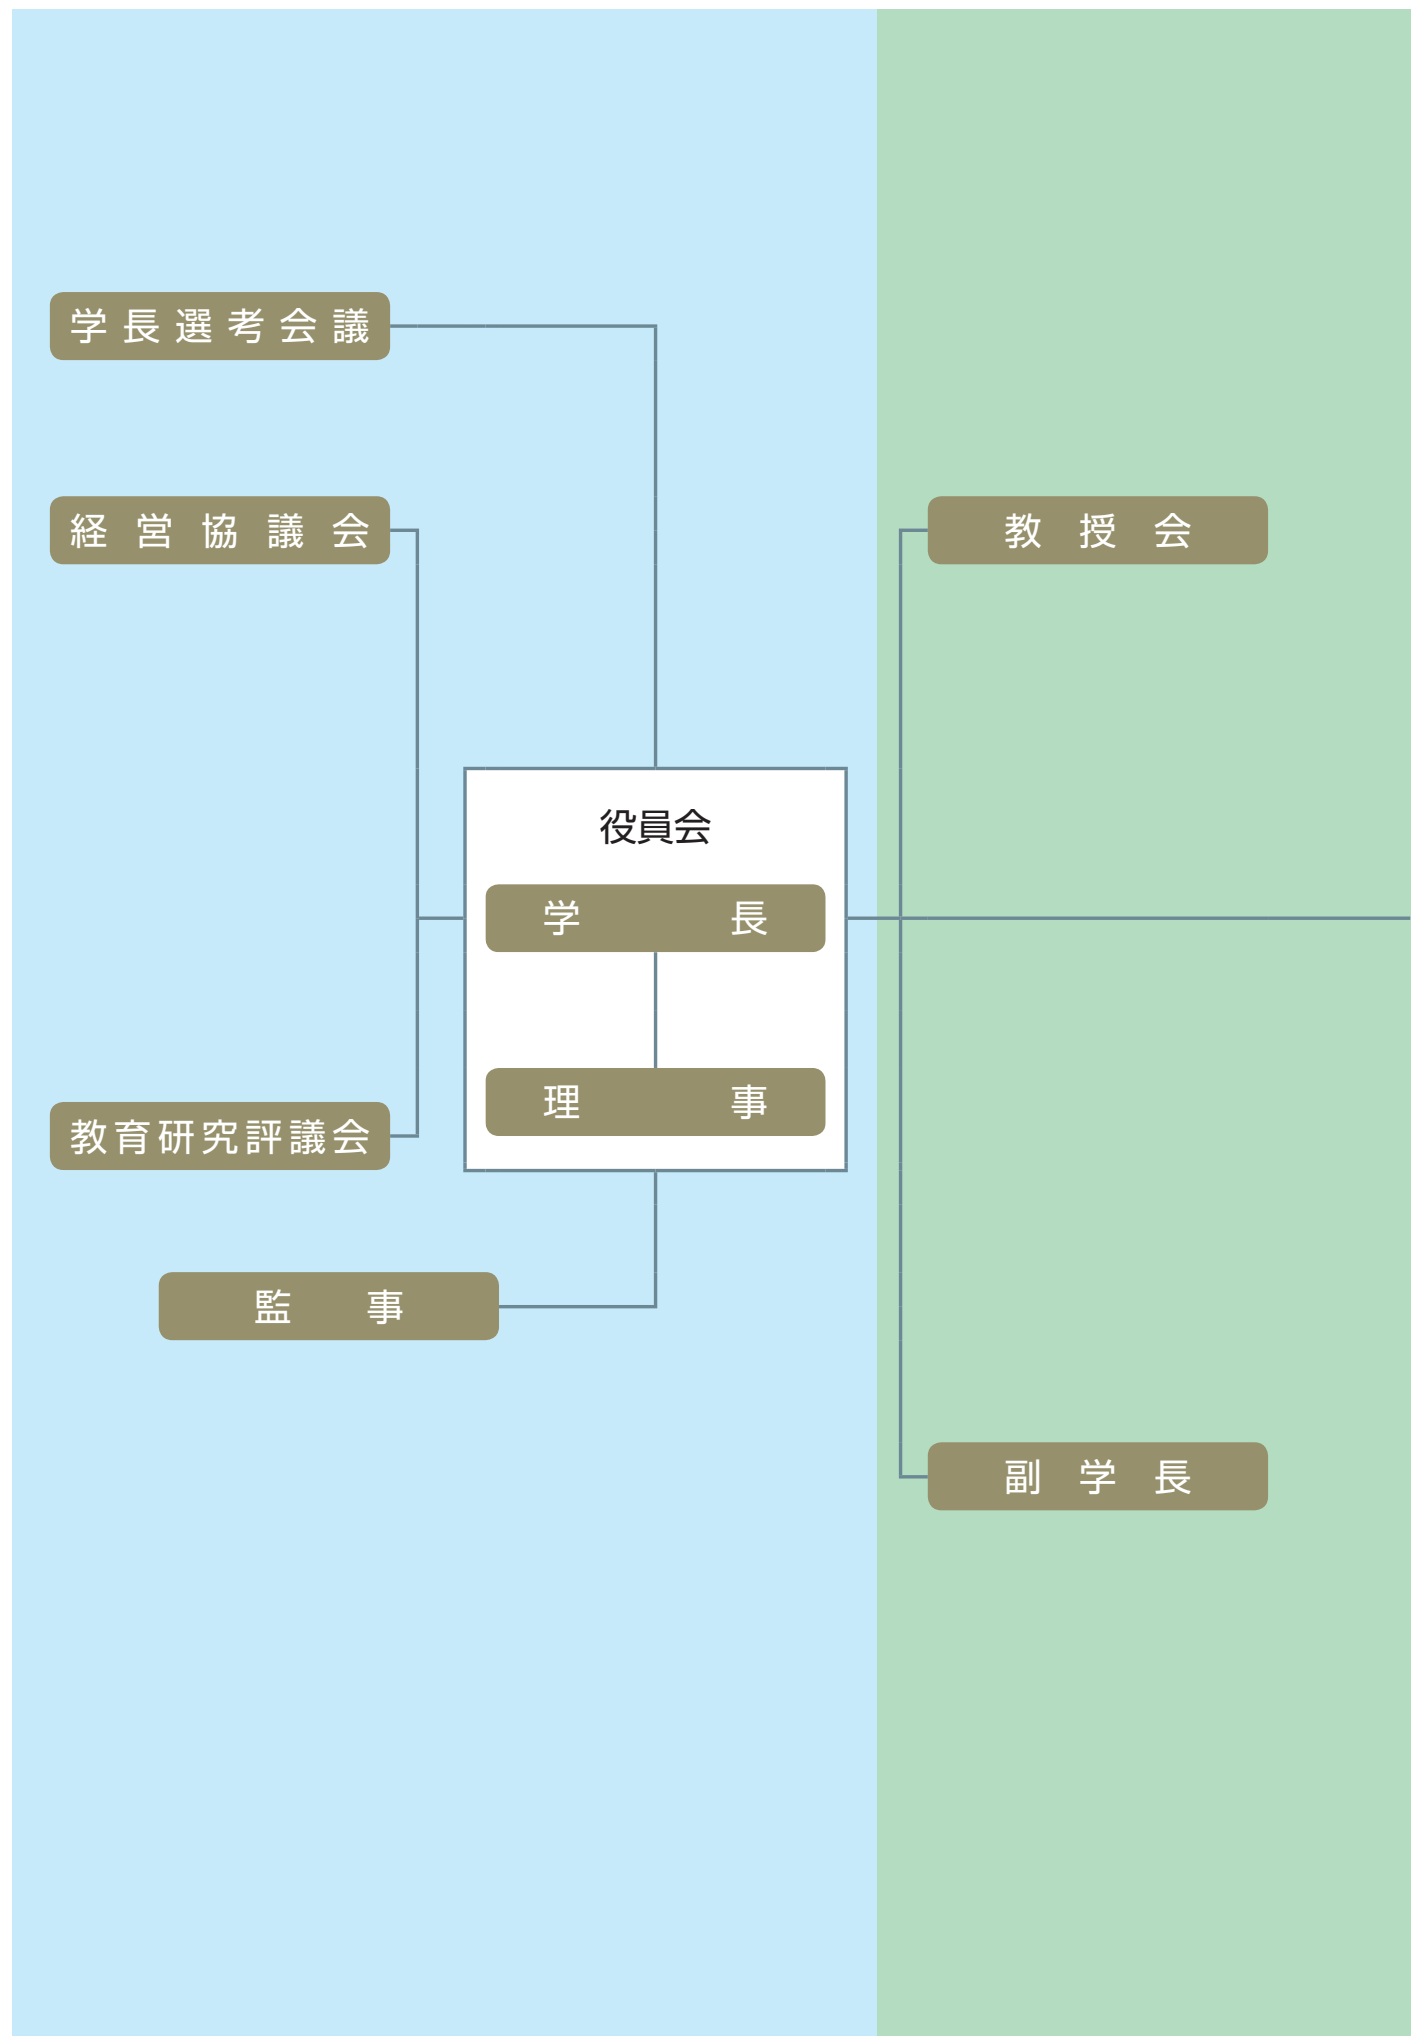 学長選考会議
経営協議会
教授会
役員会
学長
理事
教育研究評議会
監事
副学長